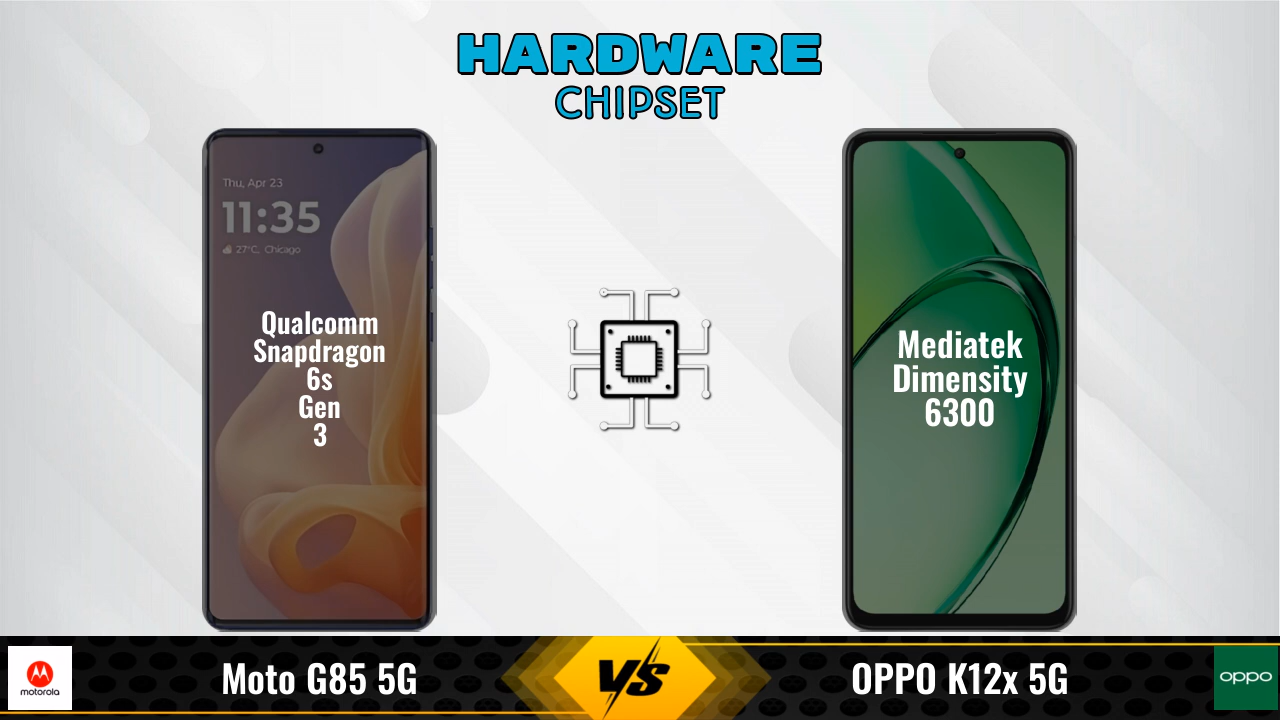 HARDWARE
CHIPSET
Thu, Apr 23
11:35
27°C, Chicago
Qualcomm
Snapdragon
6s
Gen
3
Mediatek
Dimensity
6300
motorola
Moto G85 5G
VS
OPPO K12x 5G
oppo